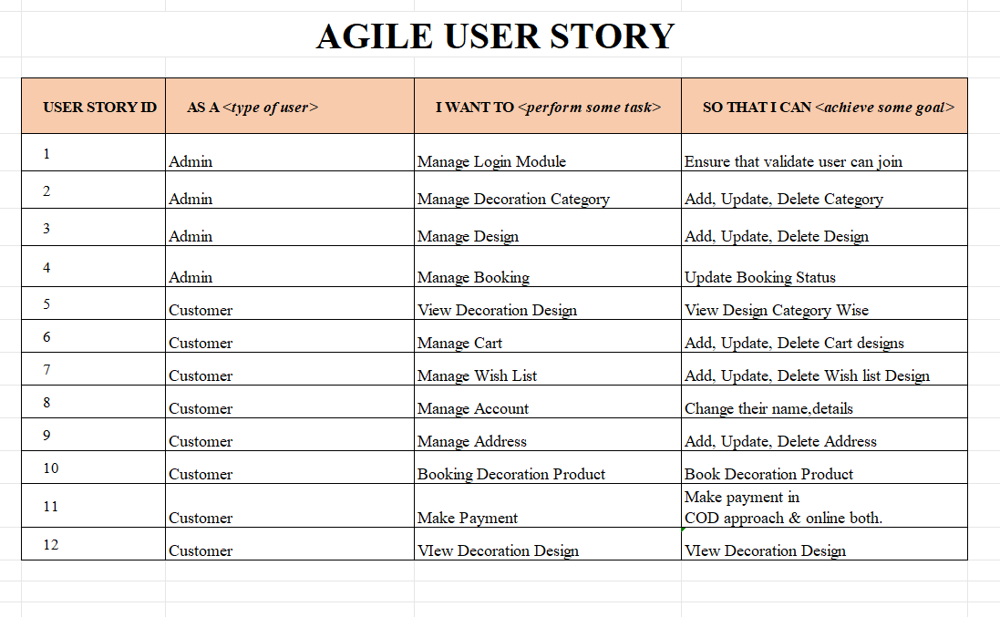 AGILE USER STORY
USER STORY ID AS A <type of user> I WANT TO <perform some task> SO THAT I CAN <achieve some goal>
1 Admin Manage Login Module Ensure that validate user can join
2 Admin Manage Decoration Category Add, Update, Delete Category
3 Admin Manage Design Add, Update, Delete Design
4 Admin Manage Booking Update Booking Status
5 Customer View Decoration Design View Design Category Wise
6 Customer Manage Cart Add, Update, Delete Cart designs
7 Customer Manage Wish List Add, Update, Delete Wish list Design
8 Customer Manage Account Change their name,details
9 Customer Manage Address Add, Update, Delete Address
10 Customer Booking Decoration Product Book Decoration Product
11 Customer Make Payment Make payment in
COD approach & online both.
12 Customer VIew Decoration Design VIew Decoration Design